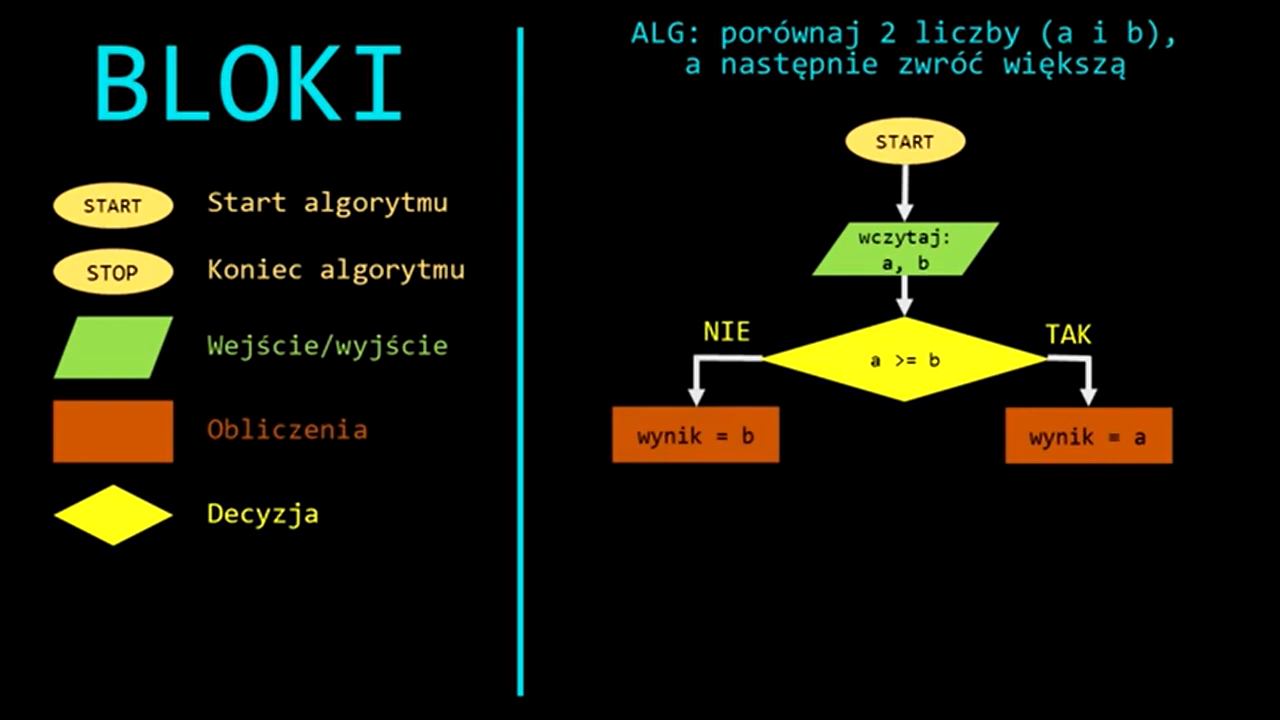 BLOKI
START
Start algorytmu
STOP
Koniec algorytmu
Wejście/wyjście
Obliczenia
Decyzja
ALG: porównaj 2 liczby (a i b),
a następnie zwróć większą
START
wczytaj:
a, b
NIE
TAK
a >= b
wynik = b
wynik = a